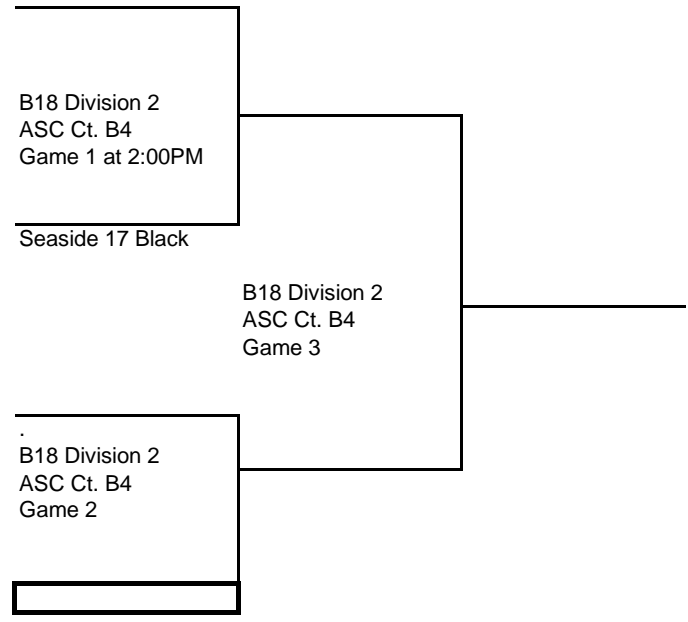 B18 Division 2
ASC Ct. B4
Game 1 at 2:00PM
Seaside 17 Black
B18 Division 2
ASC Ct. B4
Game 3
.
B18 Division 2
ASC Ct. B4
Game 2